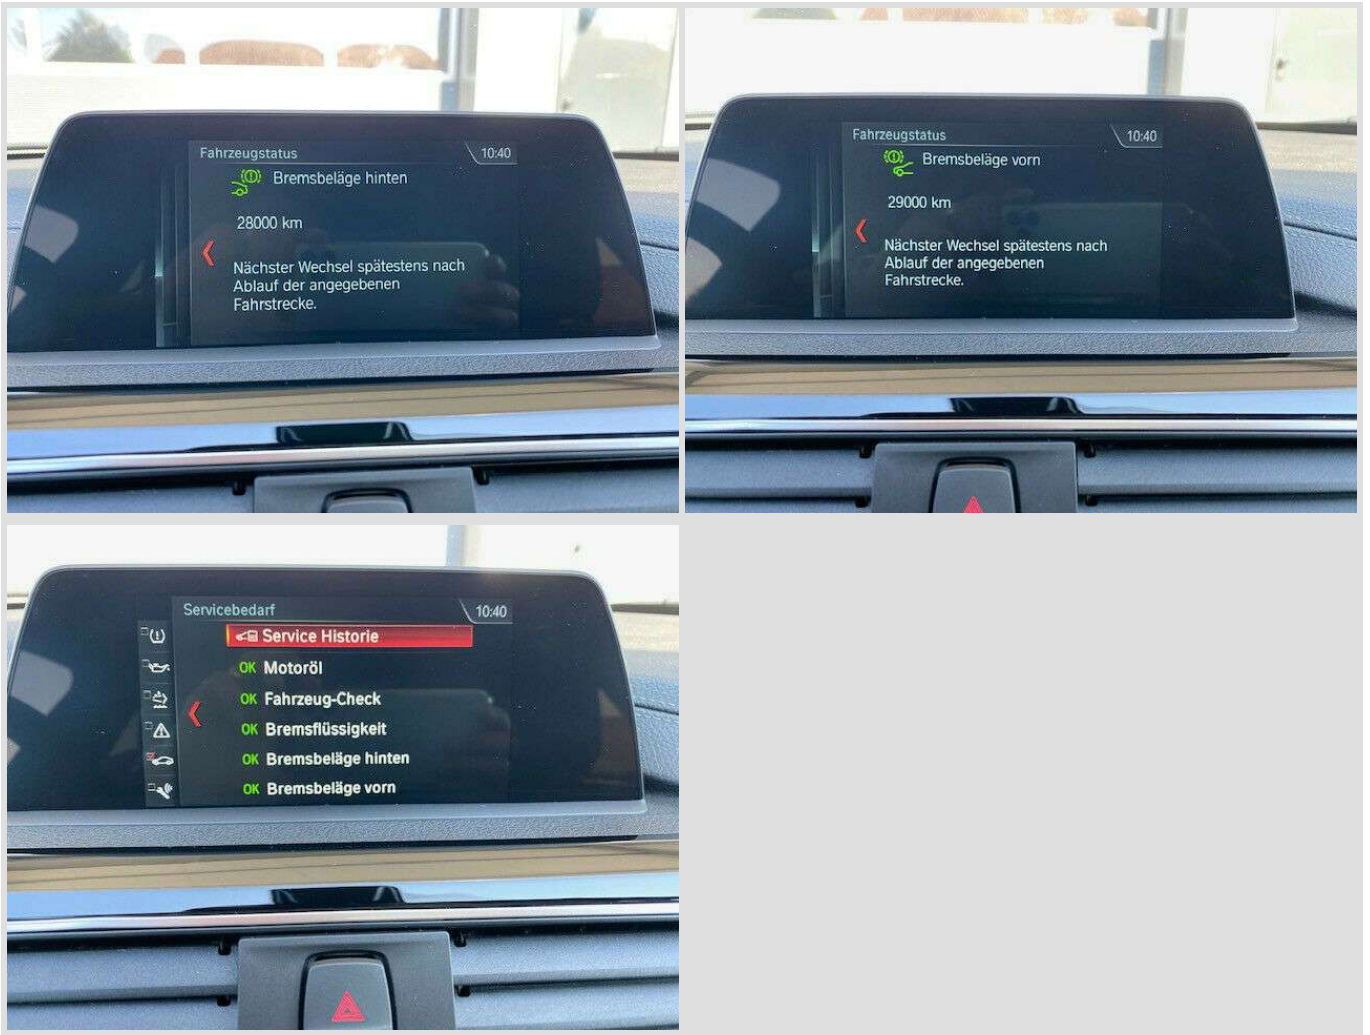 Fahrzeugstatus 10:40
Bremsbeläge hinten
28000 km
Nächster Wechsel spätestens nach
Ablauf der angegebenen
Fahrstrecke.
Fahrzeugstatus 10:40
Bremsbeläge vorn
29000 km
Nächster Wechsel spätestens nach
Ablauf der angegebenen
Fahrstrecke.
Servicebedarf 10:40
Service Historie
OK Motoröl
OK Fahrzeug-Check
OK Bremsflüssigkeit
OK Bremsbeläge hinten
OK Bremsbeläge vorn